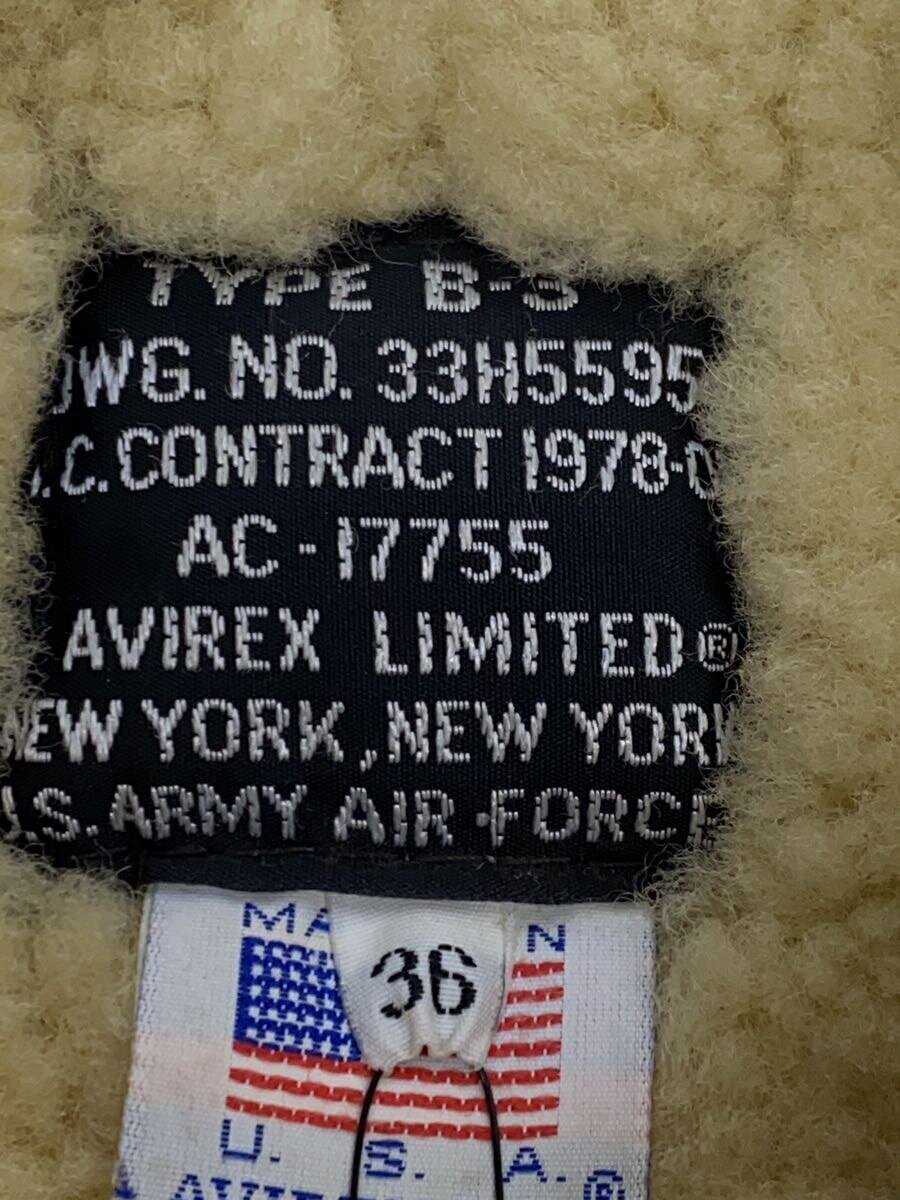 TYPE B-3
DWG. NO. 33H5595
A.C. CONTRACT 1978-0
AC-17755
AVIREX LIMITED®
NEW YORK, NEW YORK
U.S. ARMY AIR FORCE
MA N
36
U. S. A.
®